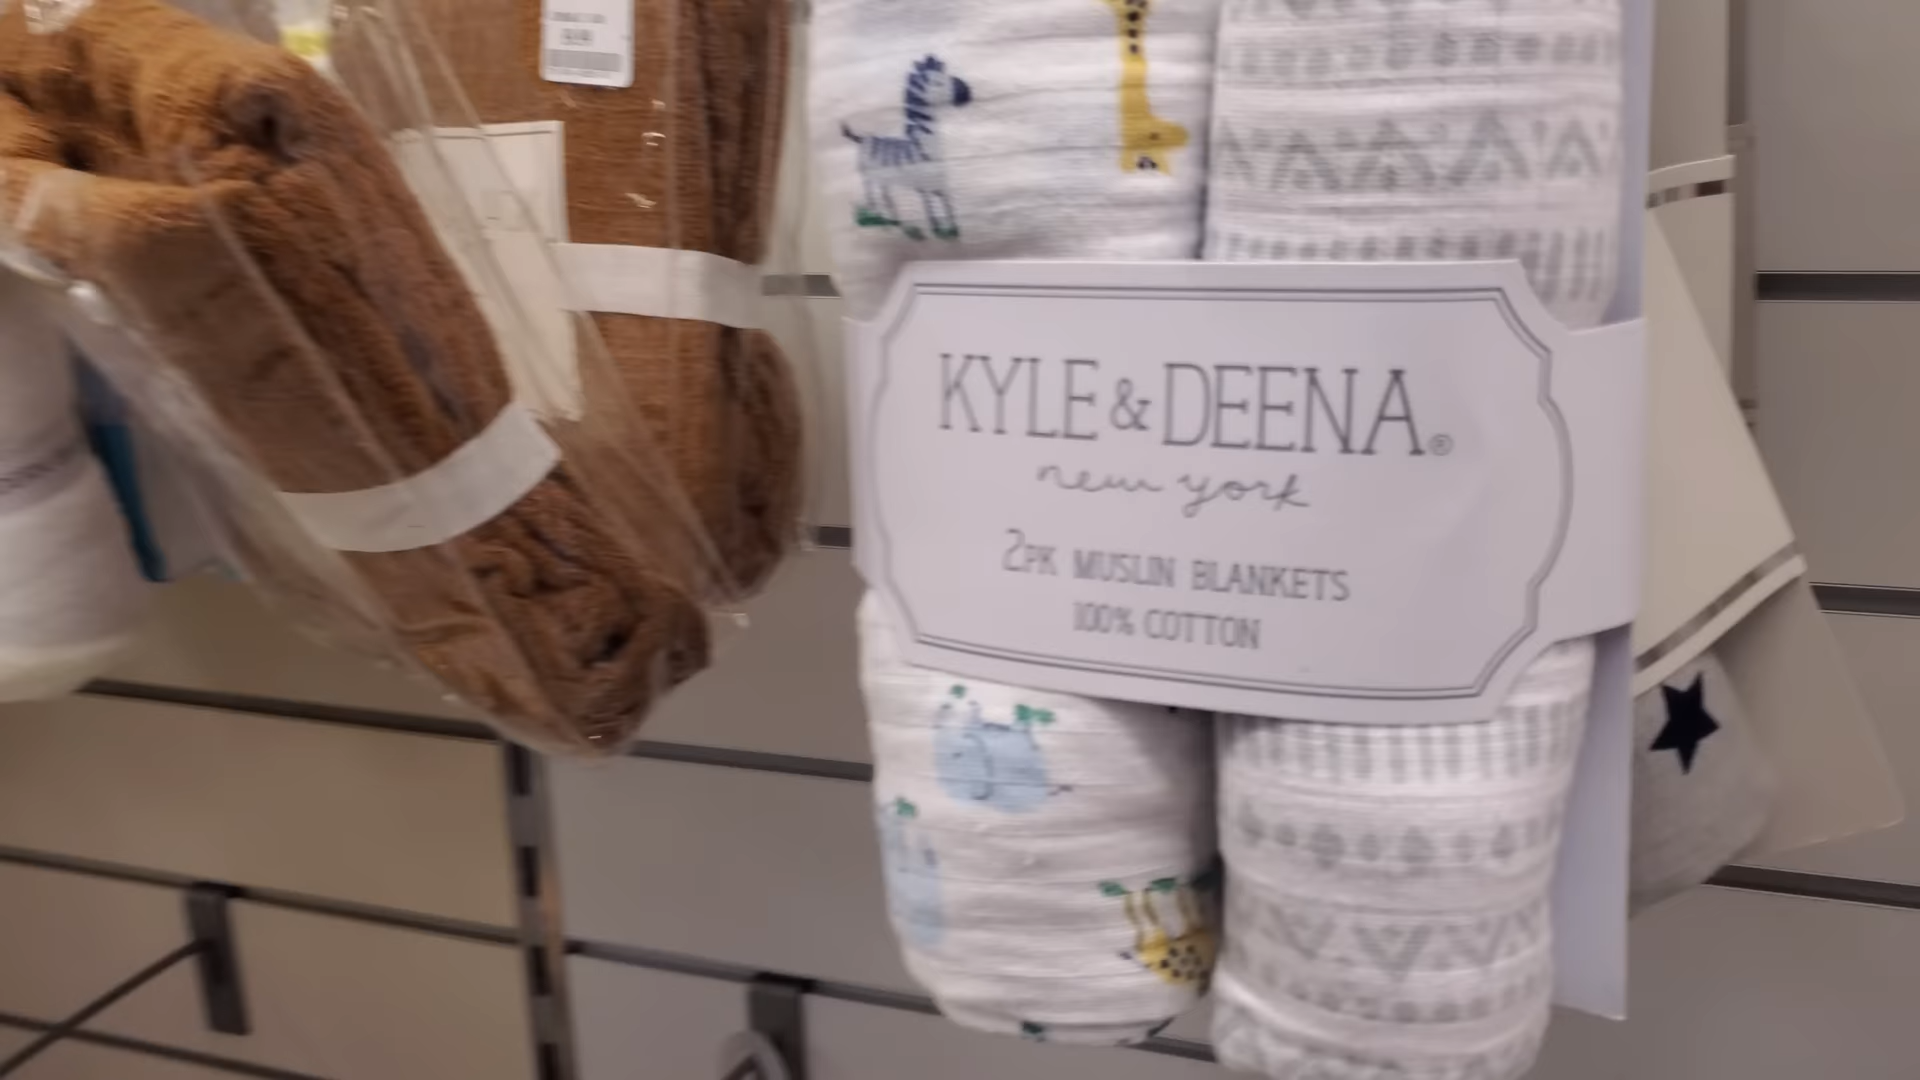 KYLE & DEENA®
new york
2PK MUSLIN BLANKETS
100% COTTON